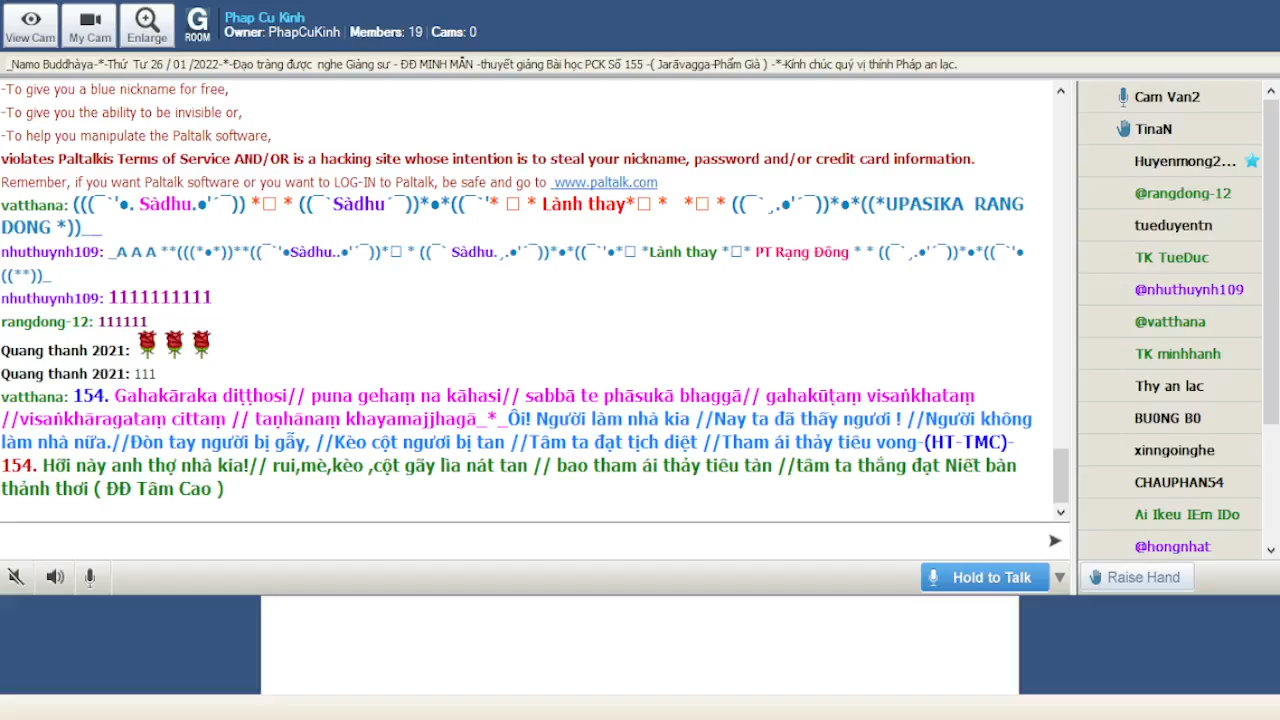 View Cam
My Cam
Enlarge
G
ROOM
Phap Cu Kinh
Owner: PhapCuKinh | Members: 19 | Cams: 0
_Namo Buddhàya-*-Thứ Tư 26 / 01 /2022-*-Đạo tràng được nghe Giảng sư - ĐĐ MINH MẪN -thuyết giảng Bài học PCK Số 155 -( Jarāvagga-Phẩm Già ) -*-Kính chúc quý vị thính Pháp an lạc.
-To give you a blue nickname for free,
-To give you the ability to be invisible or,
-To help you manipulate the Paltalk software,
violates Paltalkís Terms of Service AND/OR is a hacking site whose intention is to steal your nickname, password and/or credit card information.
Remember, if you want Paltalk software or you want to LOG-IN to Paltalk, be safe and go to www.paltalk.com
vatthana: (((¯`'•. Sàdhu.•'´¯)) *□ * ((¯`Sàdhu´¯))*•*((¯`'* □ * Lành thay*□ * *□ * ((¯`¸.•'´¯))*•*((*UPASIKA RANG
DONG *))__
nhuthuynh109: _A A A **(((*•*))**((¯`'•Sàdhu..•'´¯))*□ * ((¯` Sàdhu.¸.•'´¯))*•*((¯`'•*□ *Lành thay *□* PT Rạng Đông * * ((¯`¸.•'´¯))*•*((¯`'•
((**))_
nhuthuynh109: 1111111111
rangdong-12: 111111
Quang thanh 2021:
Quang thanh 2021: 111
vatthana: 154. Gahakāraka diṭṭhosi// puna gehaṃ na kāhasi// sabbā te phāsukā bhaggā// gahakūṭaṃ visaṅkhataṃ
//visaṅkhāragataṃ cittaṃ // taṇhānaṃ khayamajjhagā_*_Ôi! Người làm nhà kia //Nay ta đã thấy ngươi ! //Người không
làm nhà nữa.//Đòn tay người bị gẫy, //Kèo cột ngươi bị tan //Tâm ta đạt tịch diệt //Tham ái thảy tiêu vong-(HT-TMC)-
154. Hỡi này anh thợ nhà kia!// rui,mè,kèo ,cột gãy lìa nát tan // bao tham ái thảy tiêu tàn //tâm ta thắng đạt Niết bàn
thảnh thơi ( ĐĐ Tâm Cao )
Cam Van2
TinaN
Huyenmong2...
@rangdong-12
tueduyentn
TK TueDuc
@nhuthuynh109
@vatthana
TK minhhanh
Thy an lac
BU0NG B0
xinngoinghe
CHAUPHAN54
Ai Ikeu IEm IDo
@hongnhat
Hold to Talk
Raise Hand